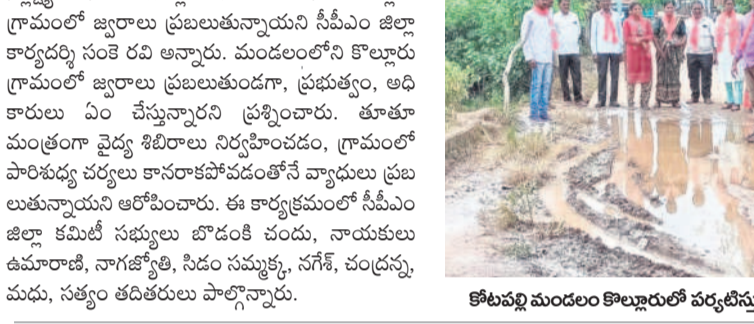 గ్రామంలో జ్వరాలు ప్రబలుతున్నాయని సీపీఎం జిల్లా
కార్యదర్శి సంకె రవి అన్నారు. మండలంలోని కొల్లూరు
గ్రామంలో జ్వరాలు ప్రబలుతుండగా, ప్రభుత్వం, అధి
కారులు ఏం చేస్తున్నారని ప్రశ్నించారు. తూతూ
మంత్రంగా వైద్య శిబిరాలు నిర్వహించడం, గ్రామంలో
పారిశుధ్య చర్యలు కానరాకపోవడంతోనే వ్యాధులు ప్రబ
లుతున్నాయని ఆరోపించారు. ఈ కార్యక్రమంలో సీపీఎం
జిల్లా కమిటీ సభ్యులు బొడంకి చందు, నాయకులు
ఉమారాణి, నాగజ్యోతి, సిడం సమ్మక్క, నగేశ్, చంద్రన్న,
మధు, సత్యం తదితరులు పాల్గొన్నారు.
కోటపల్లి మండలం కొల్లూరులో పర్యటిస్తు